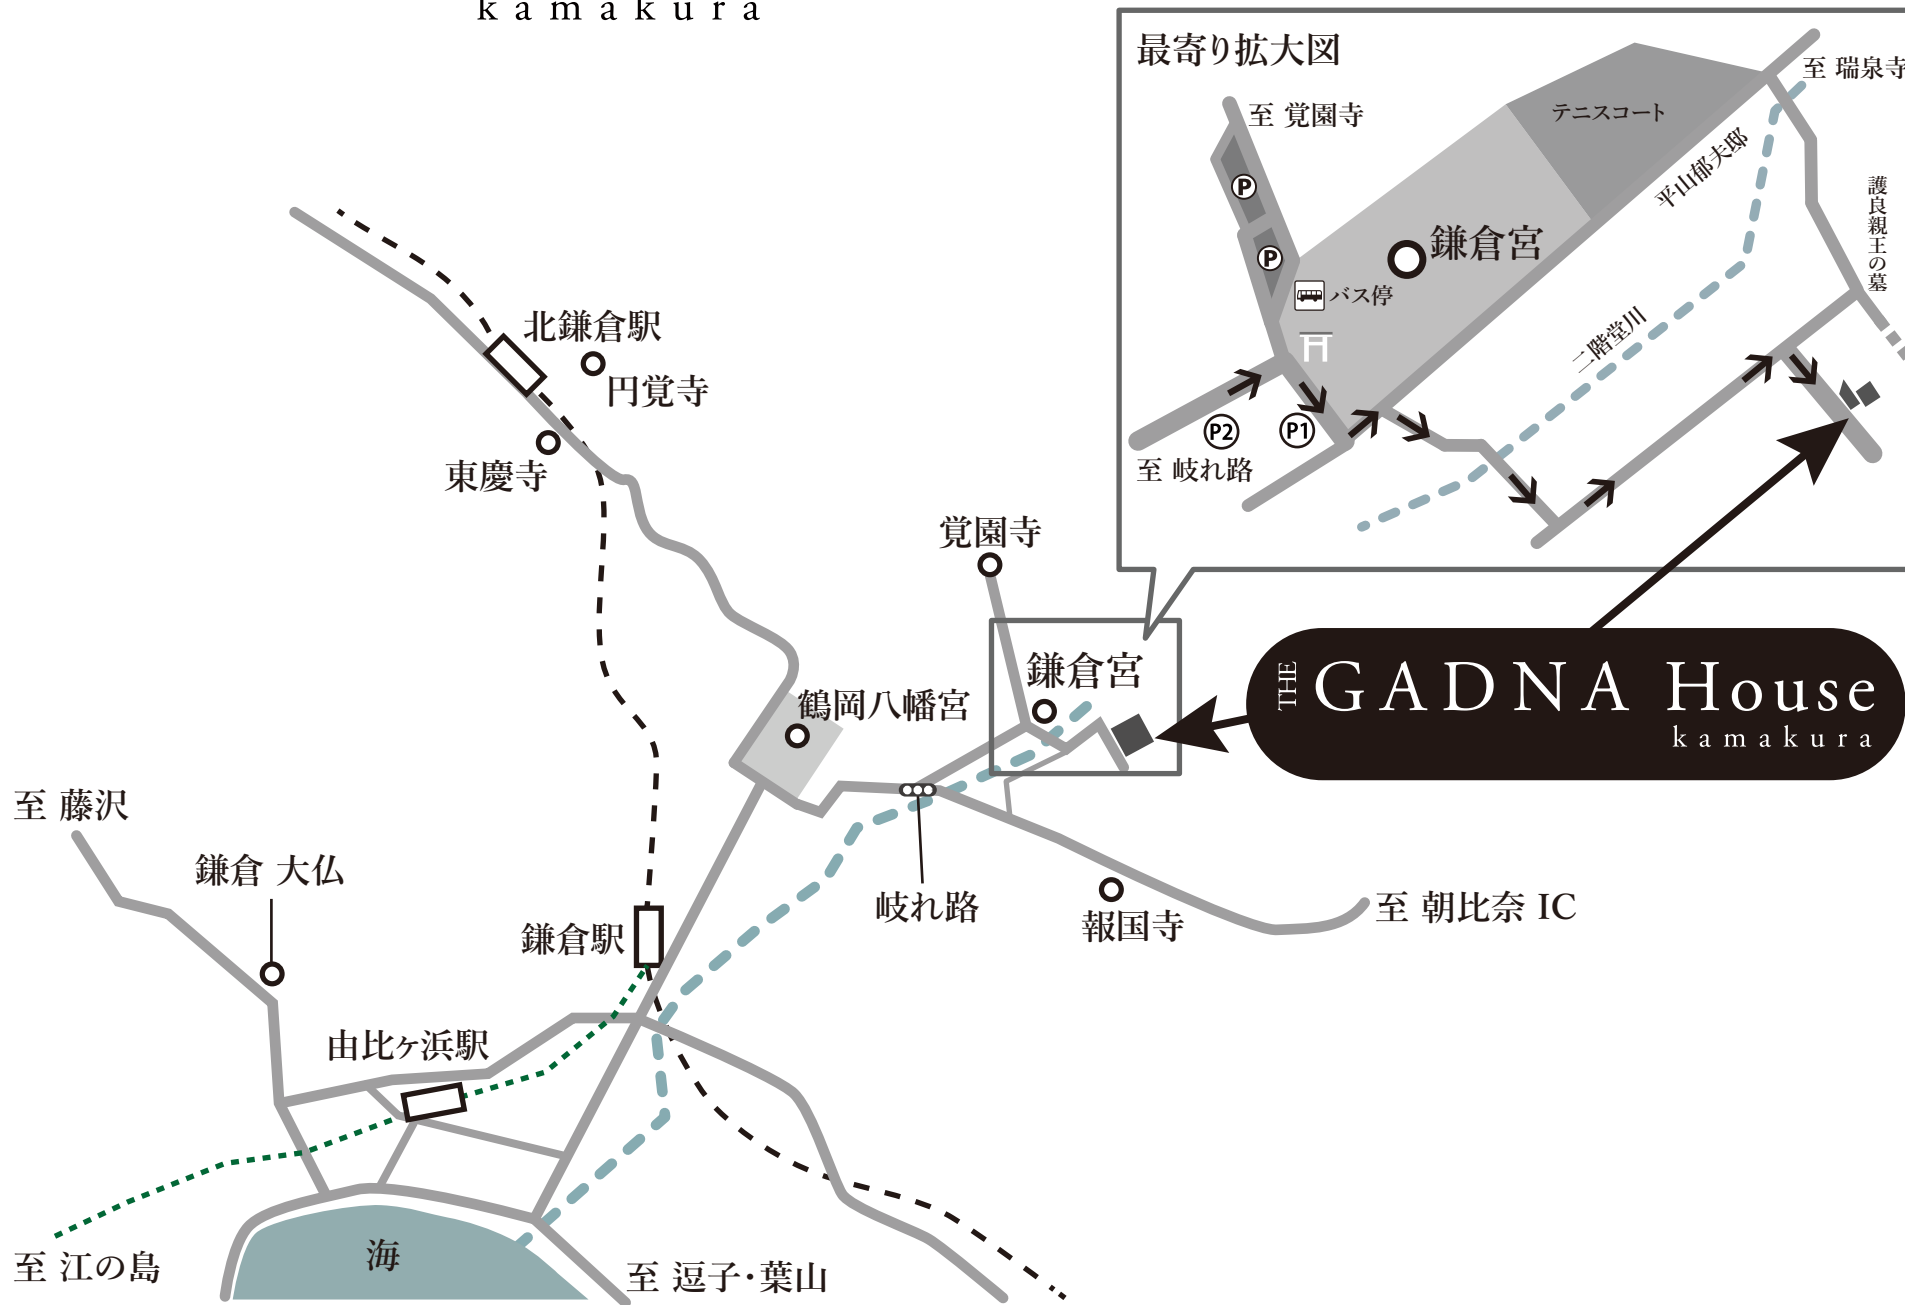 kamakura
最寄り拡大図
至 瑞泉寺
至 覚園寺
テニスコート
平山郁夫邸
護良親王の墓
P
P
鎌倉宮
バス停
二階堂川
P2
P1
至 岐れ路
北鎌倉駅
円覚寺
東慶寺
覚園寺
鎌倉宮
THE GADNA House
kamakura
鶴岡八幡宮
至 藤沢
鎌倉 大仏
岐れ路
報国寺
至 朝比奈 IC
鎌倉駅
由比ヶ浜駅
海
至 江の島
至 逗子・葉山